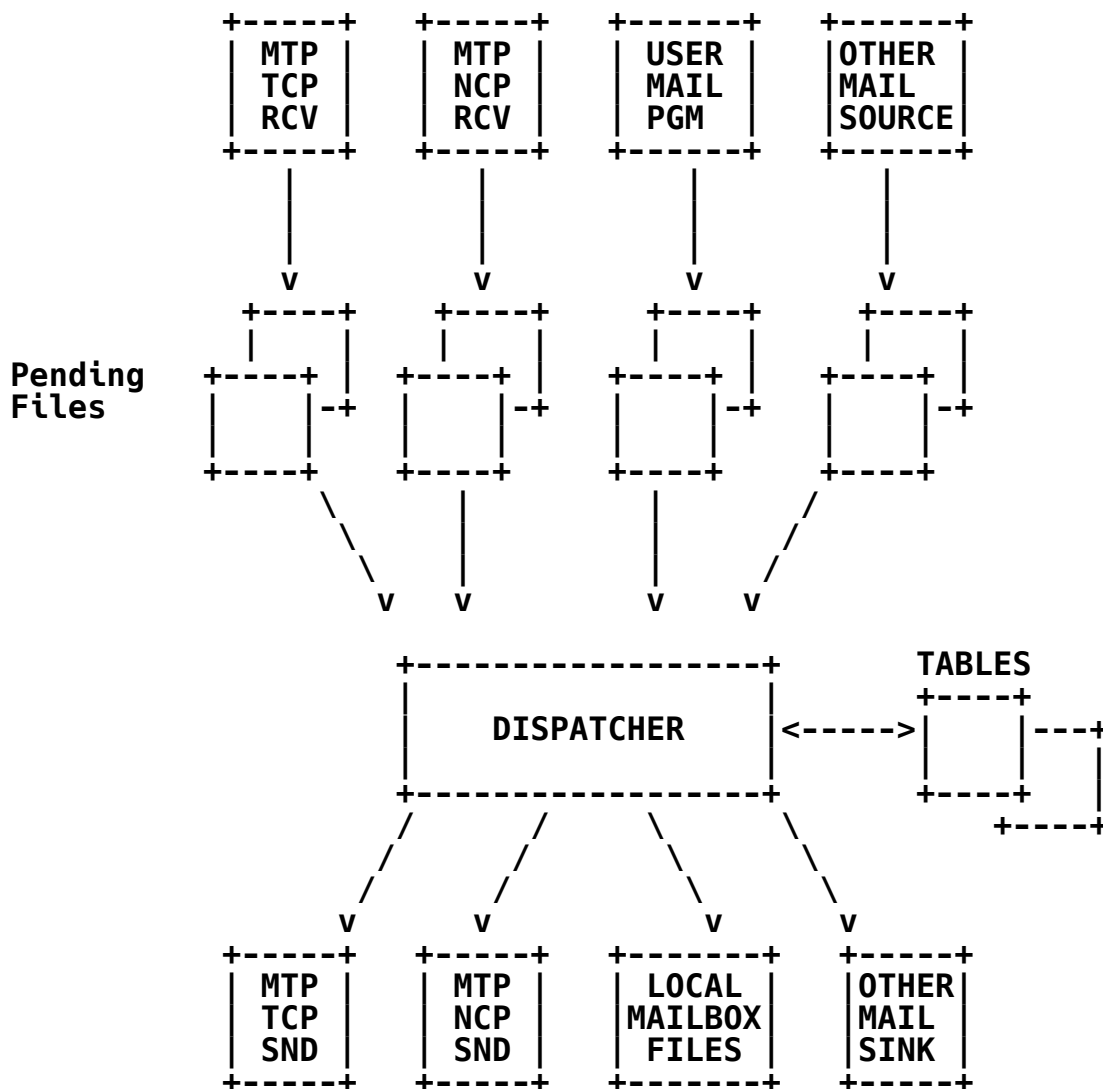 MTP MTP USER OTHER
TCP NCP MAIL MAIL
RCV RCV PGM SOURCE
v v v v
Pending
Files
v v v v
TABLES
DISPATCHER
v v v v
MTP MTP LOCAL OTHER
TCP NCP MAILBOX MAIL
SND SND FILES SINK